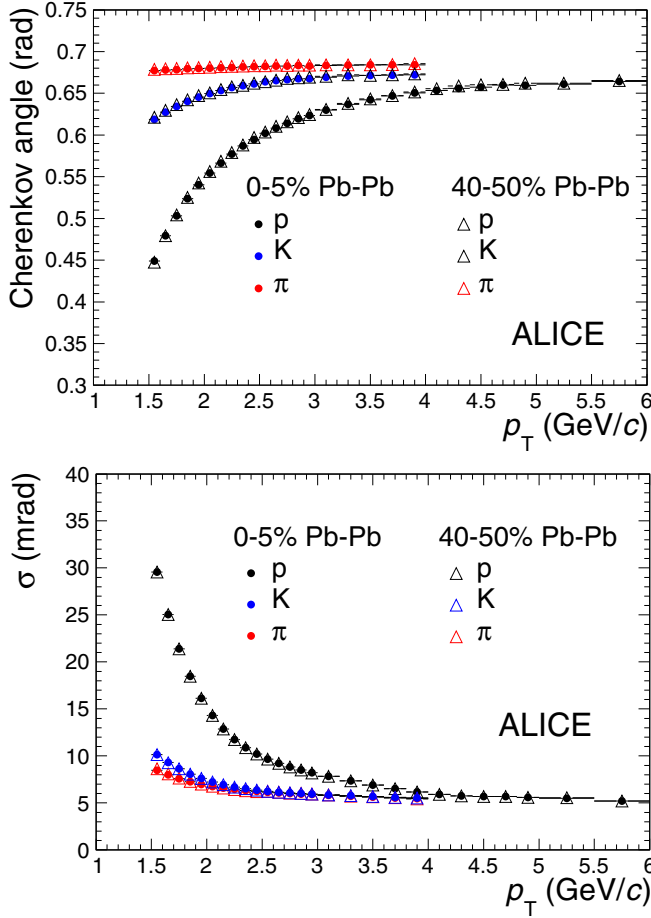 Cherenkov angle (rad)
0.75
0.7
0.65
0.6
0.55
0.5
0.45
0.4
0.35
0.3
0-5% Pb-Pb 40-50% Pb-Pb
p p
K K
π π
ALICE
1 1.5 2 2.5 3 3.5 4 4.5 5 5.5 6
p_T (GeV/c)
σ (mrad)
40
35
30
25
20
15
10
5
0
0-5% Pb-Pb 40-50% Pb-Pb
p p
K K
π π
ALICE
1 1.5 2 2.5 3 3.5 4 4.5 5 5.5 6
p_T (GeV/c)